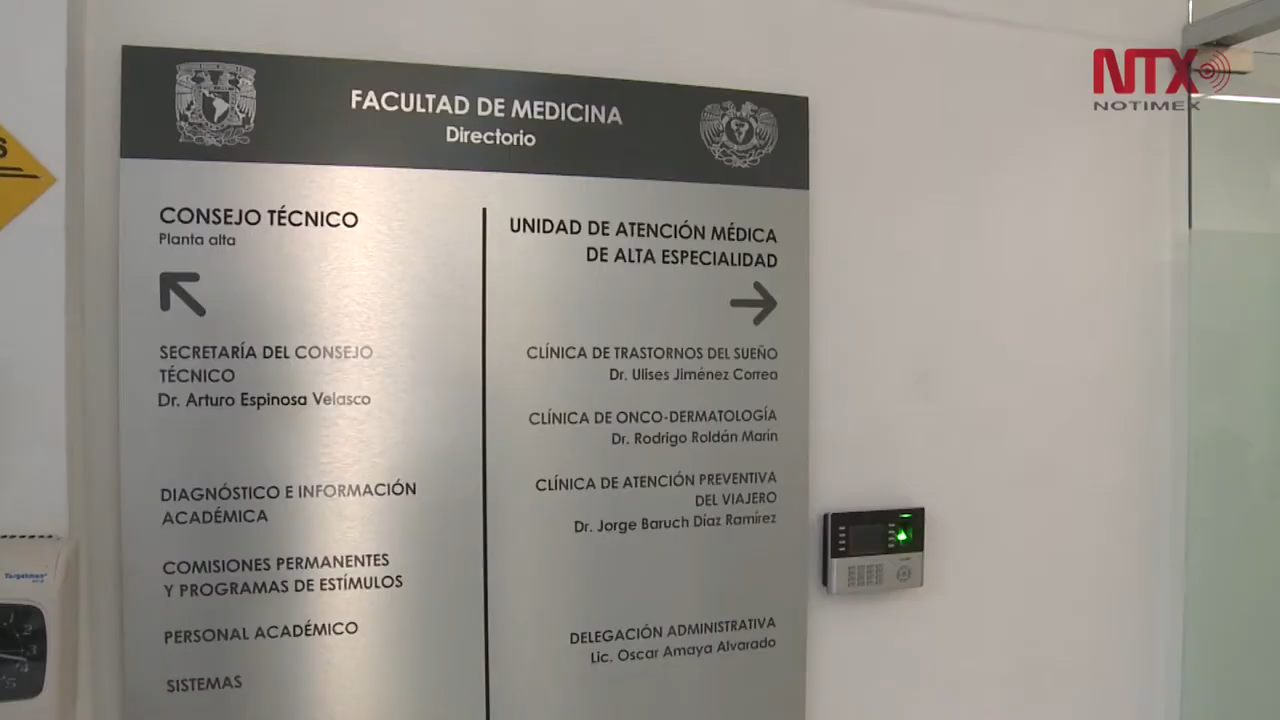 NTX
NOTIMEX
S
FACULTAD DE MEDICINA
Directorio
CONSEJO TÉCNICO
Planta alta
SECRETARÍA DEL CONSEJO
TÉCNICO
Dr. Arturo Espinosa Velasco
DIAGNÓSTICO E INFORMACIÓN
ACADÉMICA
COMISIONES PERMANENTES
Y PROGRAMAS DE ESTÍMULOS
PERSONAL ACADÉMICO
SISTEMAS
UNIDAD DE ATENCIÓN MÉDICA
DE ALTA ESPECIALIDAD
CLÍNICA DE TRASTORNOS DEL SUEÑO
Dr. Ulises Jiménez Correa
CLÍNICA DE ONCO-DERMATOLOGÍA
Dr. Rodrigo Roldán Marín
CLÍNICA DE ATENCIÓN PREVENTIVA
DEL VIAJERO
Dr. Jorge Baruch Díaz Ramírez
DELEGACIÓN ADMINISTRATIVA
Lic. Oscar Amaya Alvarado